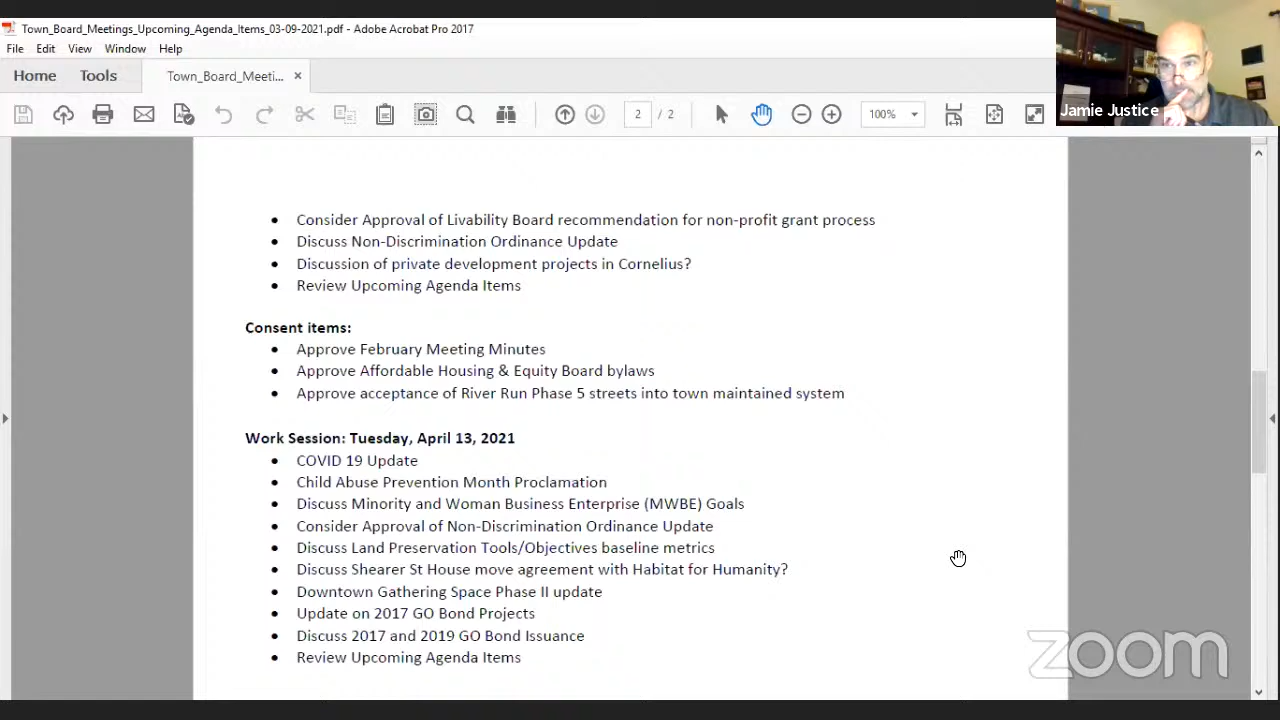 Town_Board_Meetings_Upcoming_Agenda_Items_03-09-2021.pdf - Adobe Acrobat Pro 2017
File Edit View Window Help
Home Tools Town_Board_Meeti... ×
2 / 2 100%
Jamie Justice
• Consider Approval of Livability Board recommendation for non-profit grant process
• Discuss Non-Discrimination Ordinance Update
• Discussion of private development projects in Cornelius?
• Review Upcoming Agenda Items
Consent items:
• Approve February Meeting Minutes
• Approve Affordable Housing & Equity Board bylaws
• Approve acceptance of River Run Phase 5 streets into town maintained system
Work Session: Tuesday, April 13, 2021
• COVID 19 Update
• Child Abuse Prevention Month Proclamation
• Discuss Minority and Woman Business Enterprise (MWBE) Goals
• Consider Approval of Non-Discrimination Ordinance Update
• Discuss Land Preservation Tools/Objectives baseline metrics
• Discuss Shearer St House move agreement with Habitat for Humanity?
• Downtown Gathering Space Phase II update
• Update on 2017 GO Bond Projects
• Discuss 2017 and 2019 GO Bond Issuance
• Review Upcoming Agenda Items
zoom